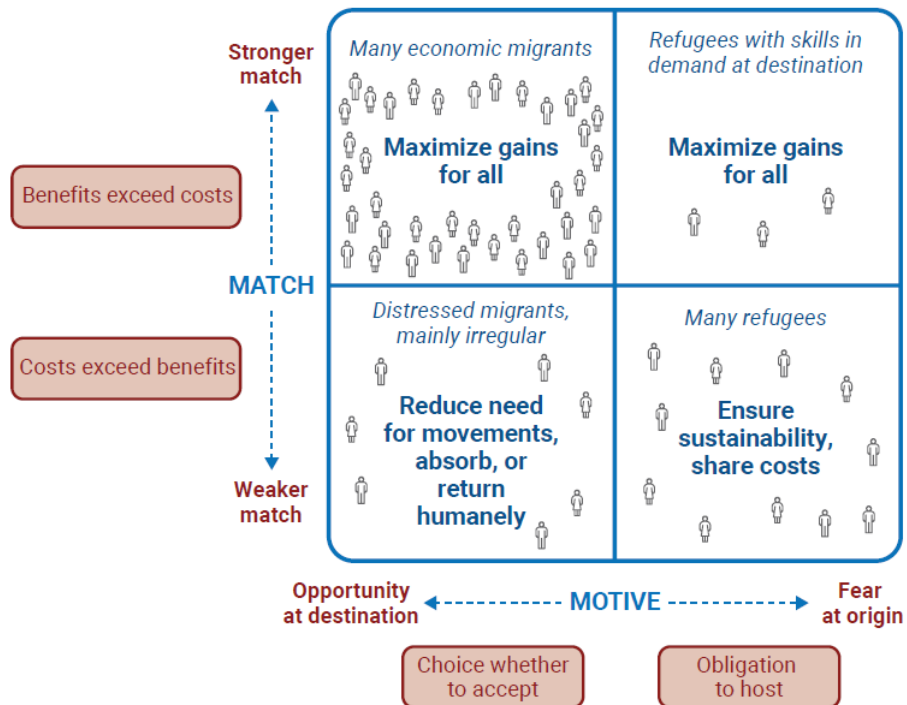 Stronger
match
Benefits exceed costs
MATCH
Costs exceed benefits
Weaker
match
Many economic migrants
Maximize gains
for all
Refugees with skills in
demand at destination
Maximize gains
for all
Distressed migrants,
mainly irregular
Reduce need
for movements,
absorb, or
return
humanely
Many refugees
Ensure
sustainability,
share costs
Opportunity
at destination
MOTIVE
Fear
at origin
Choice whether
to accept
Obligation
to host